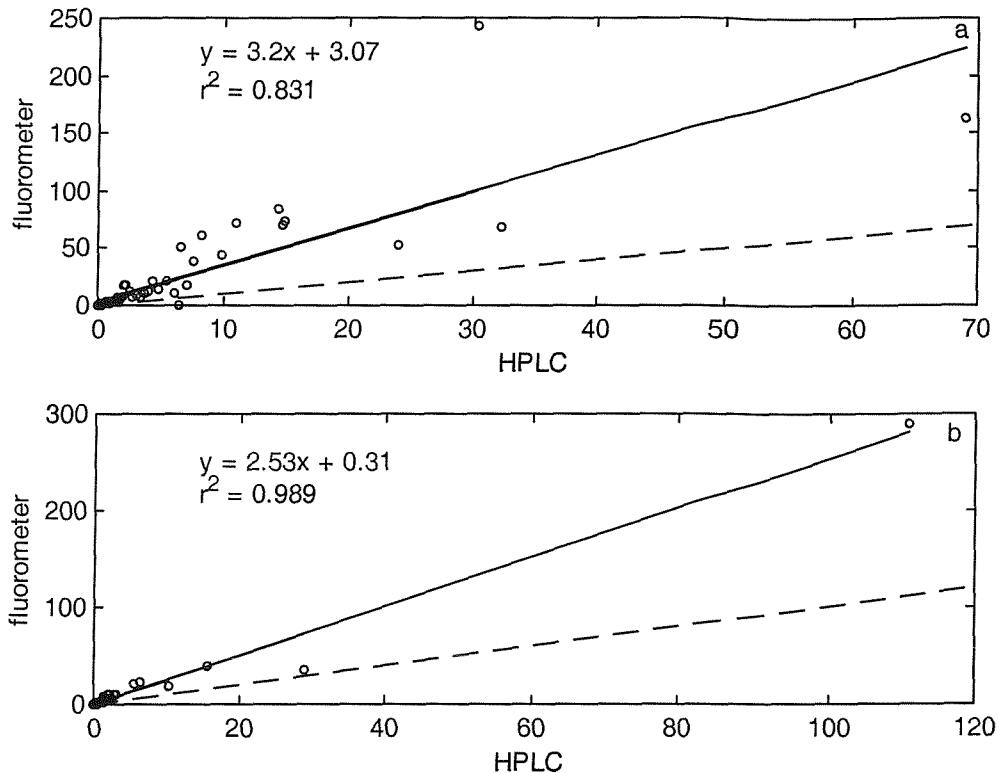 250
200
150
100
50
0
fluorometer
y = 3.2x + 3.07
r² = 0.831
a
0 10 20 30 40 50 60 70
HPLC
300
200
100
0
fluorometer
y = 2.53x + 0.31
r² = 0.989
b
0 20 40 60 80 100 120
HPLC